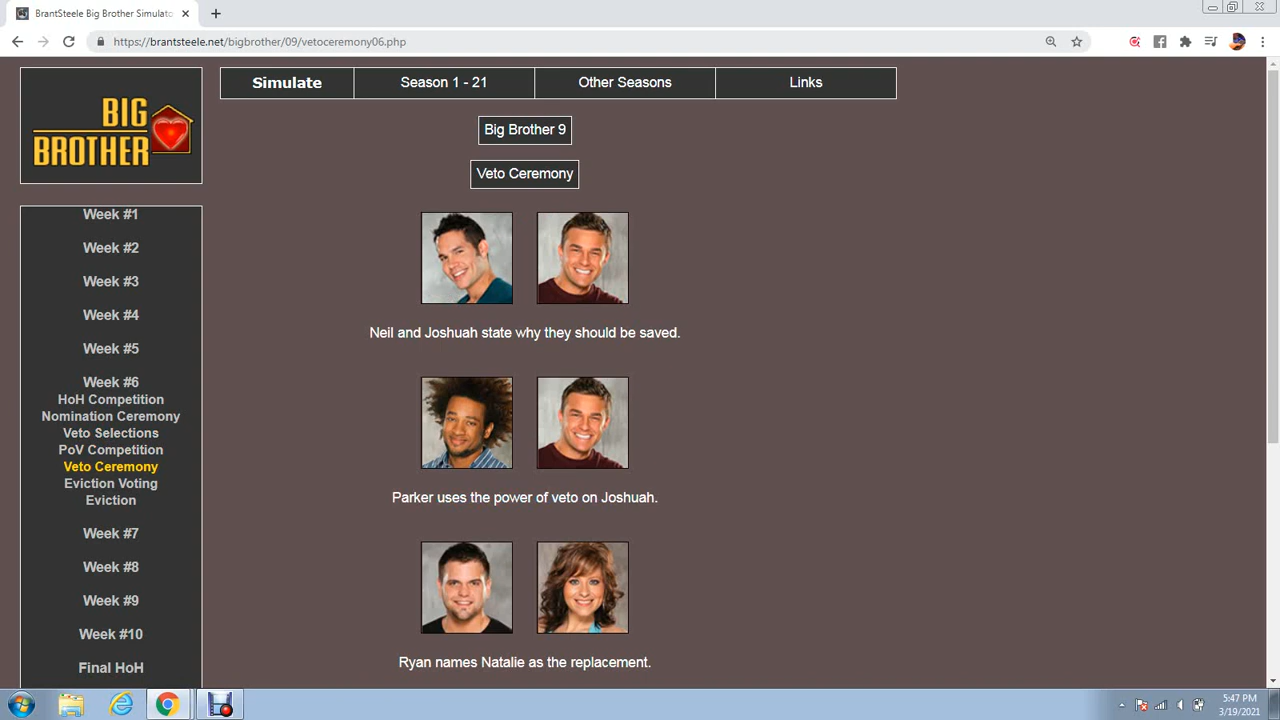 BrantSteele Big Brother Simulato
https://brantsteele.net/bigbrother/09/vetoceremony06.php
BIG
BROTHER
Simulate
Season 1 - 21
Other Seasons
Links
Big Brother 9
Veto Ceremony
Week #1
Week #2
Week #3
Week #4
Week #5
Week #6
HoH Competition
Nomination Ceremony
Veto Selections
PoV Competition
Veto Ceremony
Eviction Voting
Eviction
Week #7
Week #8
Week #9
Week #10
Final HoH
Neil and Joshuah state why they should be saved.
Parker uses the power of veto on Joshuah.
Ryan names Natalie as the replacement.
5:47 PM
3/19/2021